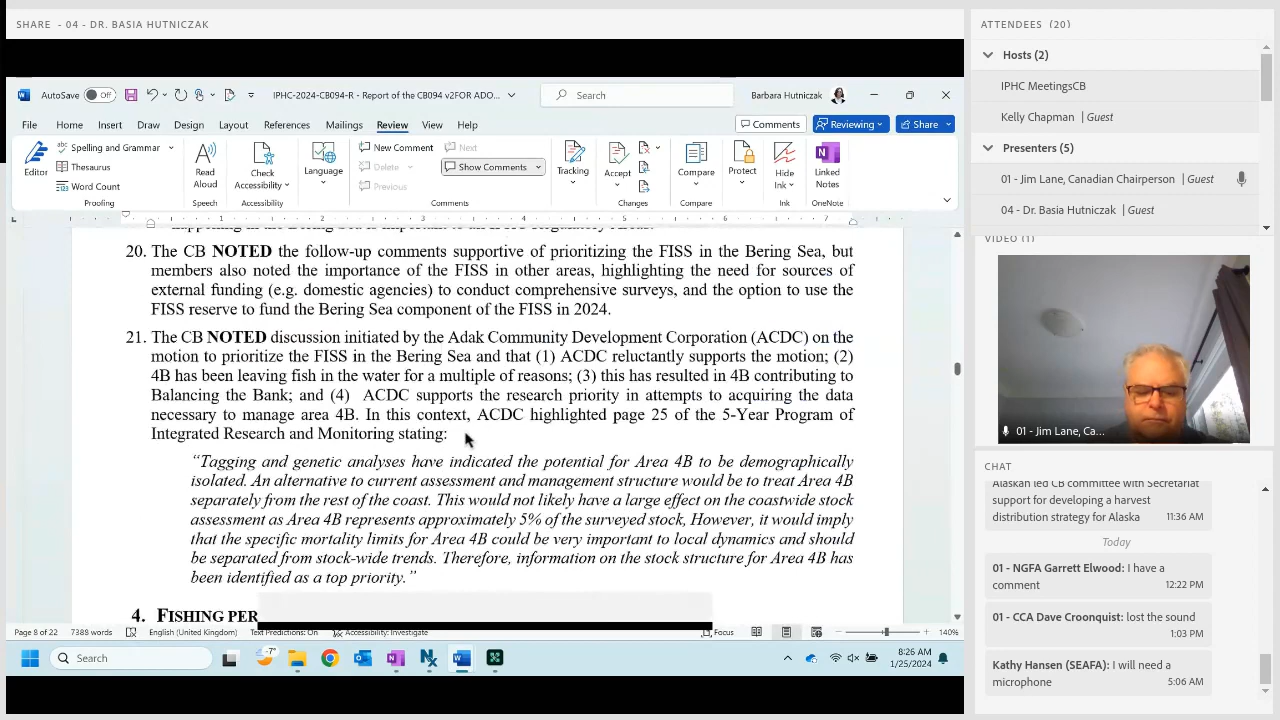 SHARE - 04 - DR. BASIA HUTNICZAK
AutoSave Off
IPHC-2024-CB094-R - Report of the CB094 v2FOR ADO...
Search
Barbara Hutniczak
File Home Insert Draw Design Layout References Mailings Review View Help
Comments Reviewing Share
Editor
Spelling and Grammar
Thesaurus
Word Count
Proofing
Read Aloud
Speech
Check Accessibility
Accessibility
Language
New Comment
Delete
Previous
Next
Show Comments
Comments
Tracking
Accept
Changes
Compare
Compare
Protect
Hide Ink
Ink
Linked Notes
OneNote
1 2 3 4 5 6 7
20. The CB NOTED the follow-up comments supportive of prioritizing the FISS in the Bering Sea, but
members also noted the importance of the FISS in other areas, highlighting the need for sources of
external funding (e.g. domestic agencies) to conduct comprehensive surveys, and the option to use the
FISS reserve to fund the Bering Sea component of the FISS in 2024.
21. The CB NOTED discussion initiated by the Adak Community Development Corporation (ACDC) on the
motion to prioritize the FISS in the Bering Sea and that (1) ACDC reluctantly supports the motion; (2)
4B has been leaving fish in the water for a multiple of reasons; (3) this has resulted in 4B contributing to
Balancing the Bank; and (4) ACDC supports the research priority in attempts to acquiring the data
necessary to manage area 4B. In this context, ACDC highlighted page 25 of the 5-Year Program of
Integrated Research and Monitoring stating:
“Tagging and genetic analyses have indicated the potential for Area 4B to be demographically
isolated. An alternative to current assessment and management structure would be to treat Area 4B
separately from the rest of the coast. This would not likely have a large effect on the coastwide stock
assessment as Area 4B represents approximately 5% of the surveyed stock, However, it would imply
that the specific mortality limits for Area 4B could be very important to local dynamics and should
be separated from stock-wide trends. Therefore, information on the stock structure for Area 4B has
been identified as a top priority.”
4. FISHING PER
Page 8 of 22 7389 words English (United Kingdom) Text Predictions: On Accessibility: Investigate Focus 140%
Search
-7°
8:26 AM
1/25/2024
ATTENDEES (20)
Hosts (2)
IPHC MeetingsCB
Kelly Chapman | Guest
Presenters (5)
01 - Jim Lane, Canadian Chairperson | Guest
04 - Dr. Basia Hutniczak | Guest
VIDEO (1)
01 - Jim Lane, Ca...
CHAT
Alaskan led CB committee with Secretariat
support for developing a harvest
distribution strategy for Alaska 11:36 AM
Today
01 - NGFA Garrett Elwood: I have a
comment 12:22 PM
01 - CCA Dave Croonquist: lost the
sound 1:03 PM
Kathy Hansen (SEAFA): I will need
microphone 5:06 AM